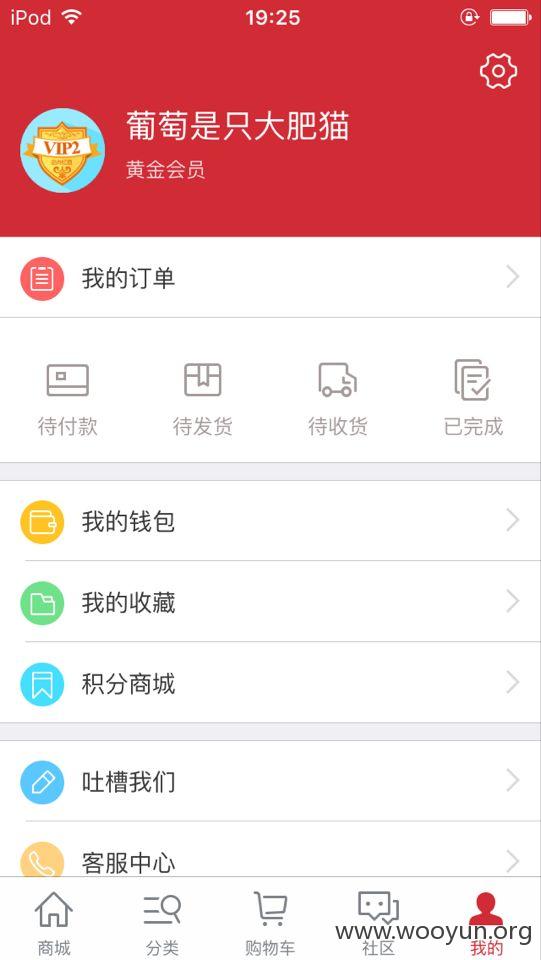 iPod 19:25
葡萄是只大肥猫
VIP2
黄金会员
我的订单
待付款 待发货 待收货 已完成
我的钱包
我的收藏
积分商城
吐槽我们
客服中心
www.wooyun.org
商城 分类 购物车 社区 我的